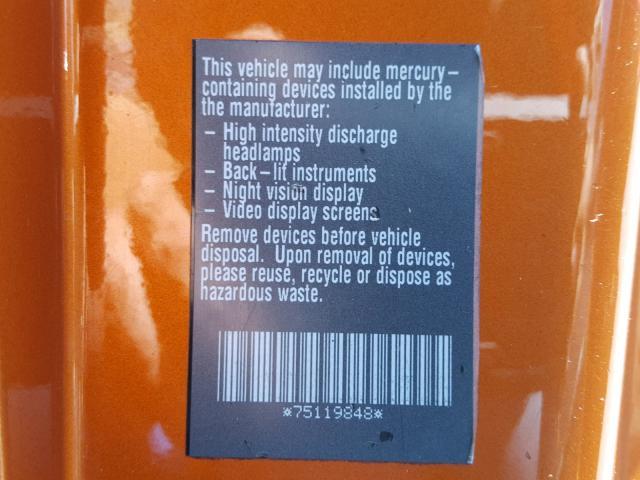 This vehicle may include mercury–
containing devices installed by the
the manufacturer:
– High intensity discharge
headlamps
– Back–lit instruments
– Night vision display
– Video display screens
Remove devices before vehicle
disposal. Upon removal of devices,
please reuse, recycle or dispose as
hazardous waste.
*75119848*